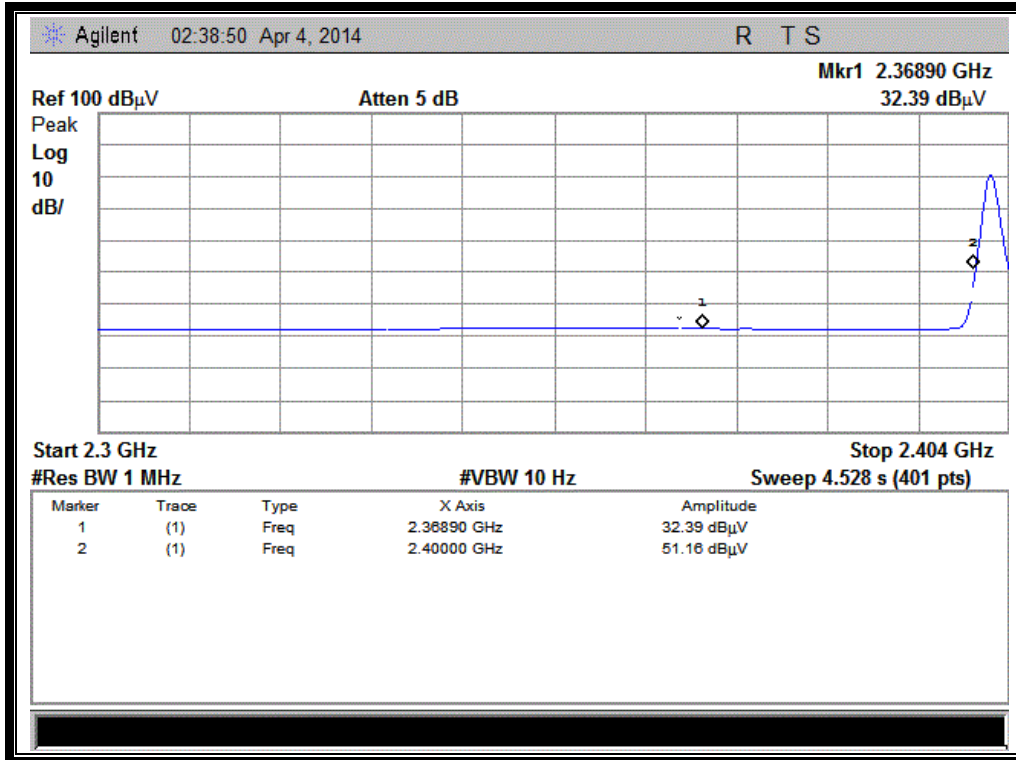 Agilent 02:38:50 Apr 4, 2014 R T S
Mkr1 2.36890 GHz
Ref 100 dBµV Atten 5 dB 32.39 dBµV
Peak
Log
10
dB/
1
2
Start 2.3 GHz Stop 2.404 GHz
#Res BW 1 MHz #VBW 10 Hz Sweep 4.528 s (401 pts)
Marker Trace Type X Axis Amplitude
1 (1) Freq 2.36890 GHz 32.39 dBµV
2 (1) Freq 2.40000 GHz 51.16 dBµV